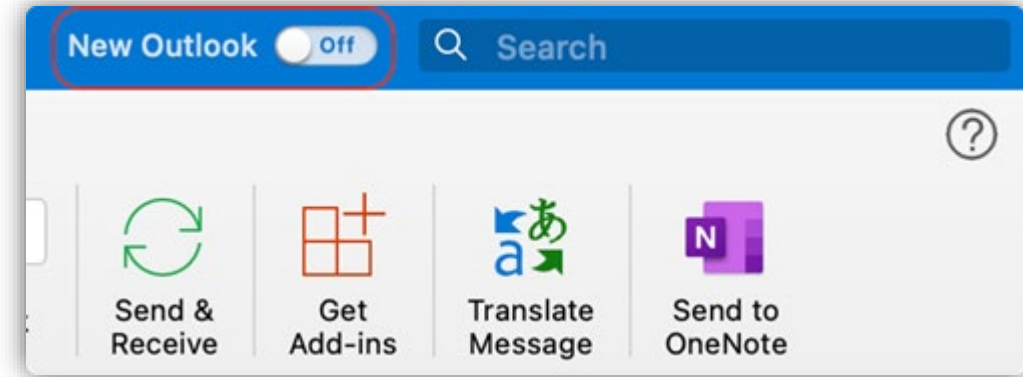 New Outlook Off Search
?
Send & Get Translate Send to
Receive Add-ins Message OneNote